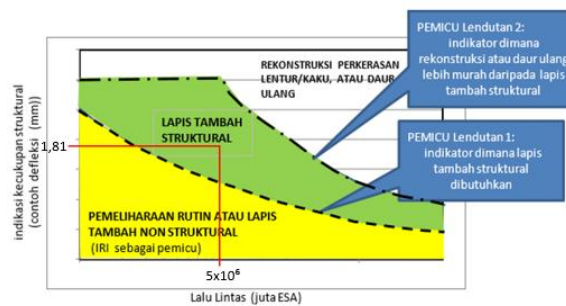 PEMICU Lendutan 2:
indikator dimana
rekonstruksi atau daur ulang
lebih murah daripada lapis
tambah struktural
REKONSTRUKSI PERKERASAN
LENTUR/KAKU, ATAU DAUR
ULANG
LAPIS TAMBAH
STRUKTURAL
PEMICU Lendutan 1:
indikator dimana lapis
tambah struktural
dibutuhkan
indikasi kecukupan struktural
(contoh defleksi (mm))
1,81
PEMELIHARAAN RUTIN ATAU LAPIS
TAMBAH NON STRUKTURAL
(IRI sebagai pemicu)
5x10⁶
Lalu Lintas (juta ESA)